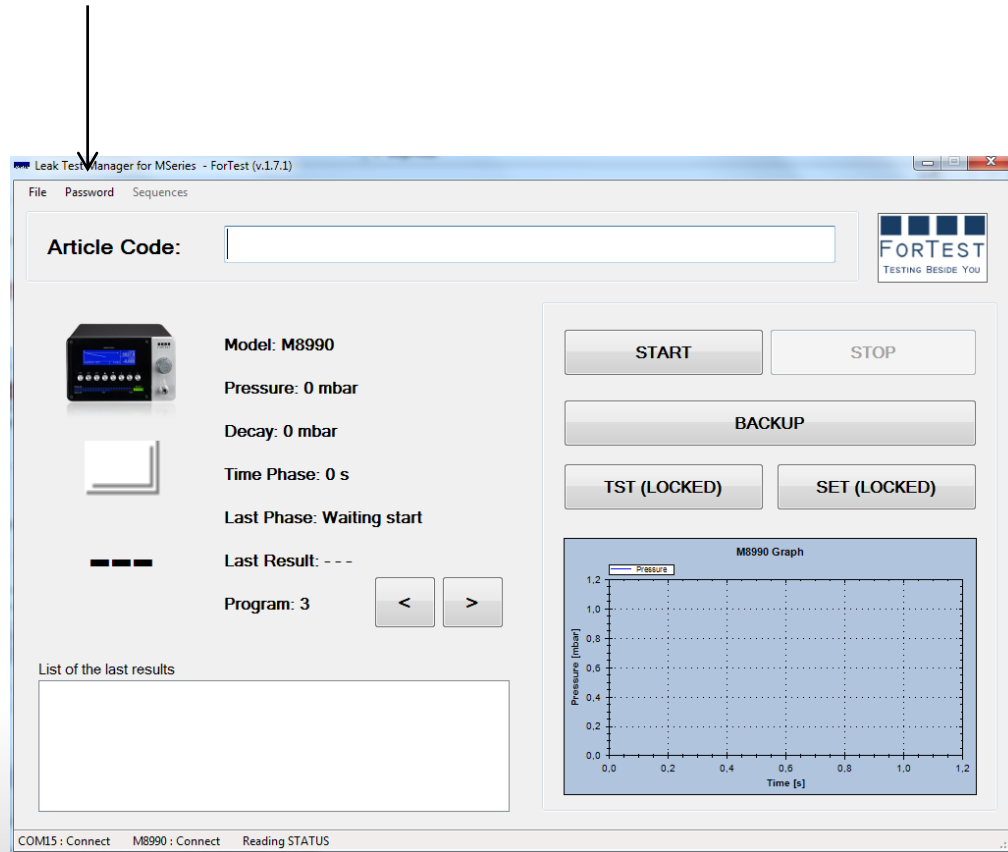 Leak Test Manager for MSeries - ForTest (v.1.7.1)
File Password Sequences
Article Code:
FORTEST
TESTING BESIDE YOU
Model: M8990
Pressure: 0 mbar
Decay: 0 mbar
Time Phase: 0 s
Last Phase: Waiting start
Last Result: - - -
Program: 3 < >
List of the last results
START STOP
BACKUP
TST (LOCKED) SET (LOCKED)
M8990 Graph
Pressure
1,2
1,0
0,8
0,6
0,4
0,2
0,0
Pressure [mbar]
0,0 0,2 0,4 0,6 0,8 1,0 1,2
Time [s]
COM15 : Connect M8990 : Connect Reading STATUS